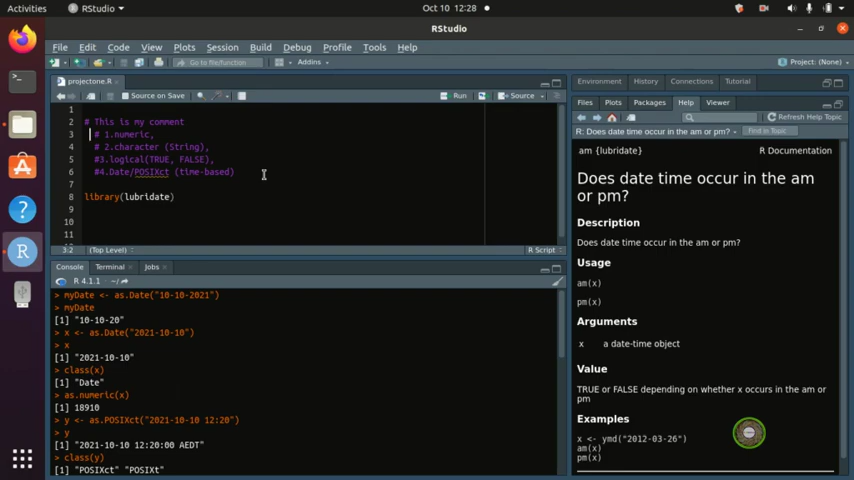 Activities
RStudio
Oct 10 12:28
RStudio
File Edit Code View Plots Session Build Debug Profile Tools Help
Go to file/function
Addins
Project: (None)
projectone.R
Source on Save
Run
Source
1
2 # This is my comment
3 # 1.numeric,
4 # 2.character (String),
5 #3.logical(TRUE, FALSE),
6 #4.Date/POSIXct (time-based)
7
8 library(lubridate)
9
10
11
3:2 (Top Level) R Script
Console Terminal Jobs
R 4.1.1 · ~/
> myDate <- as.Date("10-10-2021")
> myDate
[1] "10-10-20"
> x <- as.Date("2021-10-10")
> x
[1] "2021-10-10"
> class(x)
[1] "Date"
> as.numeric(x)
[1] 18910
> y <- as.POSIXct("2021-10-10 12:20")
> y
[1] "2021-10-10 12:20:00 AEDT"
> class(y)
[1] "POSIXct" "POSIXt"
Environment History Connections Tutorial
Files Plots Packages Help Viewer
Refresh Help Topic
R: Does date time occur in the am or pm?
Find in Topic
am {lubridate} R Documentation
Does date time occur in the am
or pm?
Description
Does date time occur in the am or pm?
Usage
am(x)
pm(x)
Arguments
x a date-time object
Value
TRUE or FALSE depending on whether x occurs in the am or
pm
Examples
x <- ymd("2012-03-26")
am(x)
pm(x)